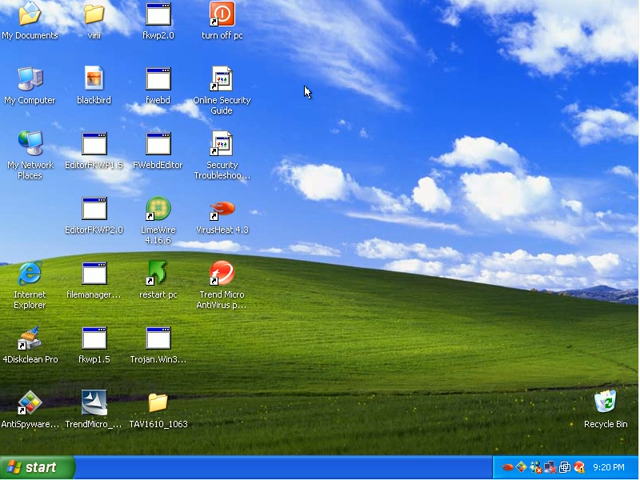 My Documents
vini
fkwp2.0
turn off pc
My Computer
blackbird
fwebd
Online Security
Guide
My Network
Places
EditorFKWP1.5
FWebdEditor
Security
Troubleshoo...
EditorFKWP2.0
LimeWire
4.16.6
VirusHeat 4.3
Internet
Explorer
filemanager...
restart pc
Trend Micro
AntiVirus p...
4Diskclean Pro
fkwp1.5
Trojan.Win3...
AntiSpyware...
TrendMicro_...
TAV1610_1063
Recycle Bin
start
9:20 PM